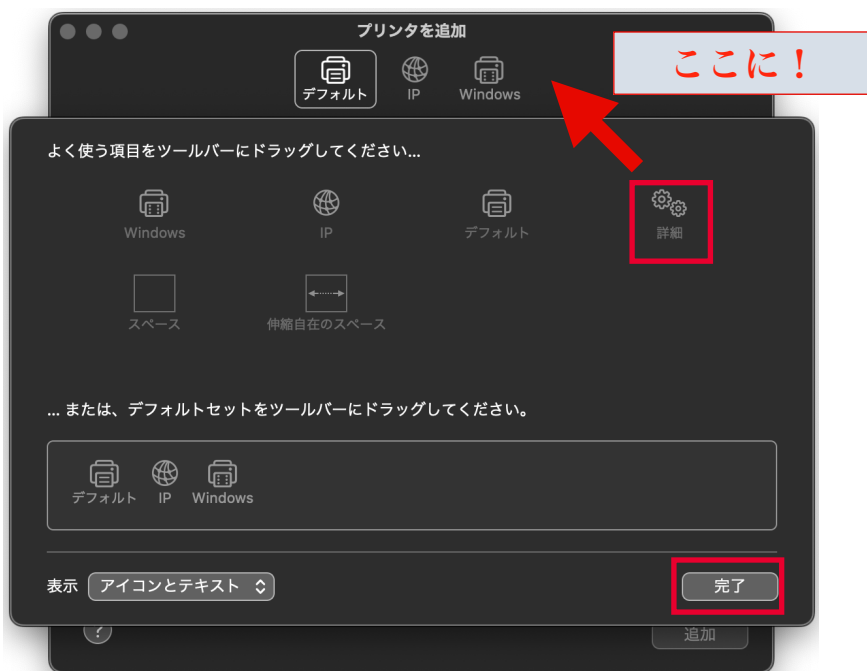 プリンタを追加
ここに！
デフォルト
IP
Windows
よく使う項目をツールバーにドラッグしてください...
Windows
IP
デフォルト
詳細
スペース
伸縮自在のスペース
... または、デフォルトセットをツールバーにドラッグしてください。
デフォルト
IP
Windows
表示
アイコンとテキスト
完了
?
追加